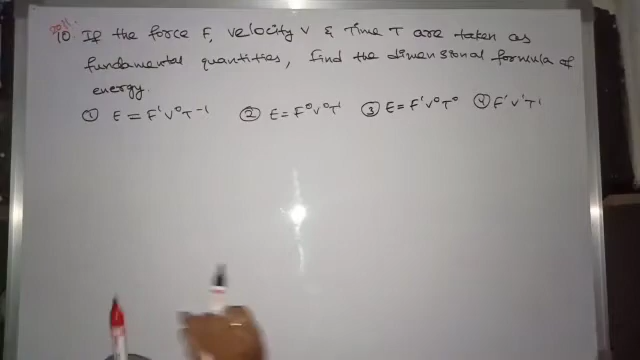 2011
10. If the force F, velocity V & Time T are taken as
fundamental quantities, find the dimensional formula of
energy.
① E = F¹V⁰T⁻¹ ② E = F⁰V⁰T¹ ③ E = F¹V⁰T⁰ ④ F¹V¹T¹